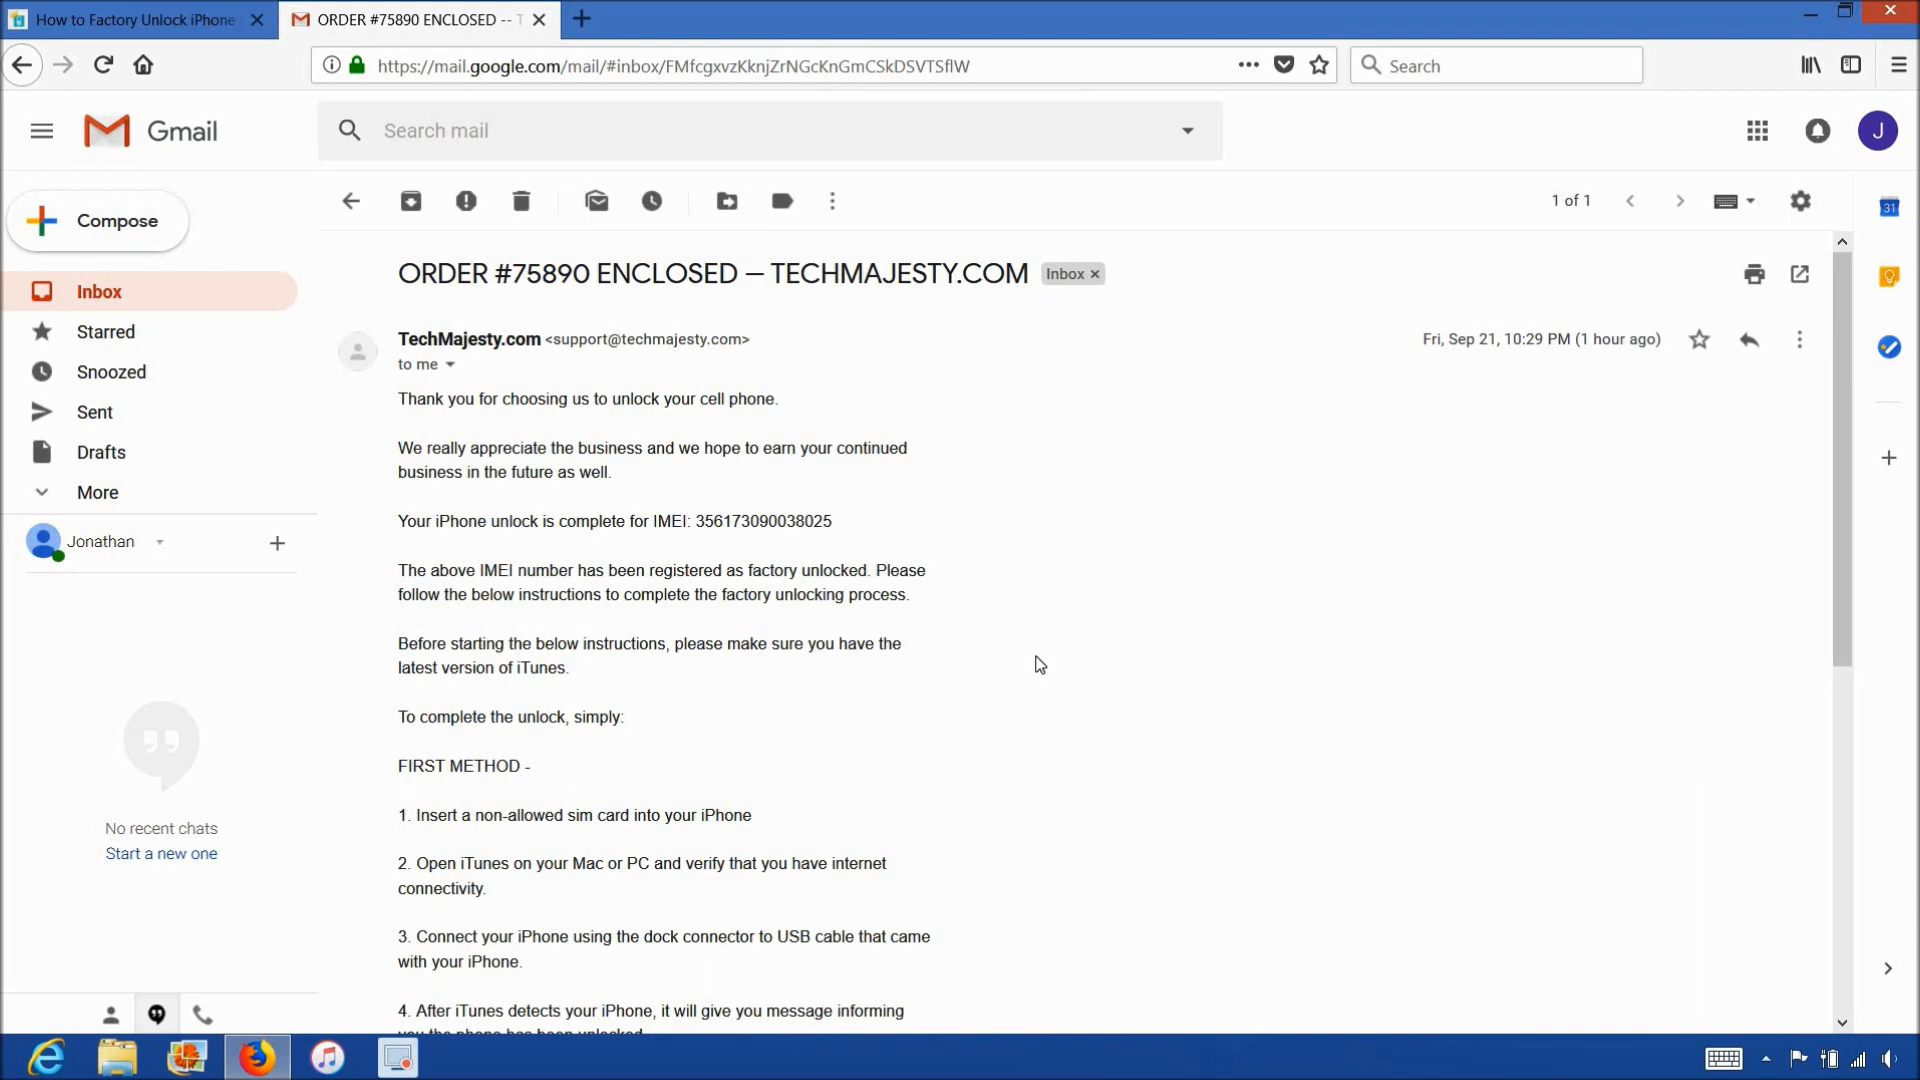 How to Factory Unlock iPhone
ORDER #75890 ENCLOSED -- T
https://mail.google.com/mail/#inbox/FMfcgxvzKknjZrNGcKnGmCSkDSVTSflW
Search
Gmail
Search mail
J
Compose
1 of 1
31
ORDER #75890 ENCLOSED – TECHMAJESTY.COM Inbox ×
Inbox
Starred
Snoozed
Sent
Drafts
More
Jonathan
No recent chats
Start a new one
TechMajesty.com <support@techmajesty.com>
Fri, Sep 21, 10:29 PM (1 hour ago)
to me
Thank you for choosing us to unlock your cell phone.
We really appreciate the business and we hope to earn your continued
business in the future as well.
Your iPhone unlock is complete for IMEI: 356173090038025
The above IMEI number has been registered as factory unlocked. Please
follow the below instructions to complete the factory unlocking process.
Before starting the below instructions, please make sure you have the
latest version of iTunes.
To complete the unlock, simply:
FIRST METHOD -
1. Insert a non-allowed sim card into your iPhone
2. Open iTunes on your Mac or PC and verify that you have internet
connectivity.
3. Connect your iPhone using the dock connector to USB cable that came
with your iPhone.
4. After iTunes detects your iPhone, it will give you message informing
you the phone has been unlocked